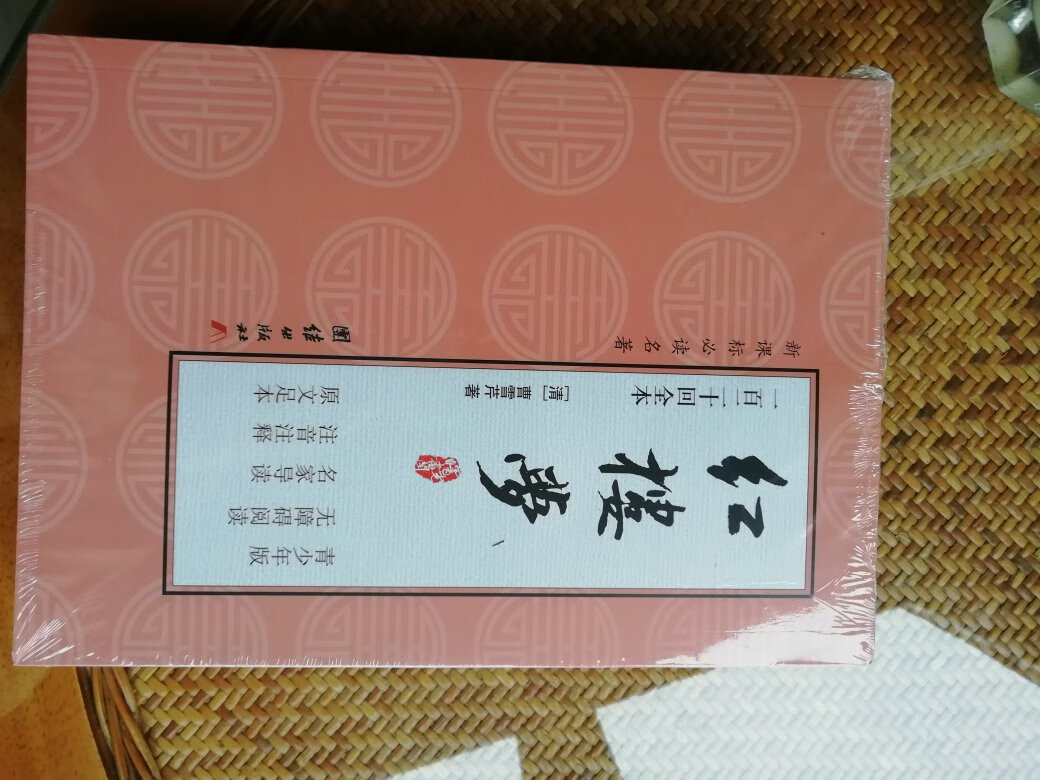 新课标必读名著
红楼梦
一百二十回全本
[清]曹雪芹著
青少年版
无障碍阅读
名家导读
注音注释
原文足本
團结出版社